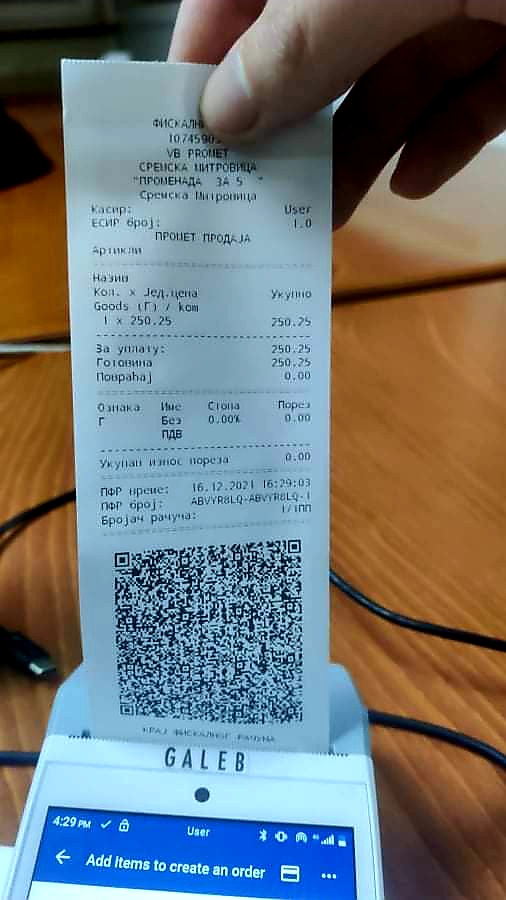 ФИСКАЛН
10745903
VB PROMET
СРЕМСКА МИТРОВИЦА
"ПРОМЕНАДА ЗА 5 "
Сремска Митровица
Касир: User
ЕСИР број: 1.0
ПРОМЕТ ПРОДАЈА
Артикли
Назив
Кол. x Јед.цена Укупно
Goods (Г) / kom
1 x 250.25 250.25
За уплату: 250.25
Готовина 250.25
Повраћај 0.00
Ознака Име Стопа Порез
Г Без 0.00% 0.00
ПДВ
Укупан износ пореза 0.00
ПФР време: 16.12.2021 16:29:03
ПФР број: ABVYR8LQ-ABVYR8LQ-1
Бројач рачуна: 1/1ПП
КРАЈ ФИСКАЛНОГ РАЧУНА
GALEB
4:29 PM User
Add Items to create an order